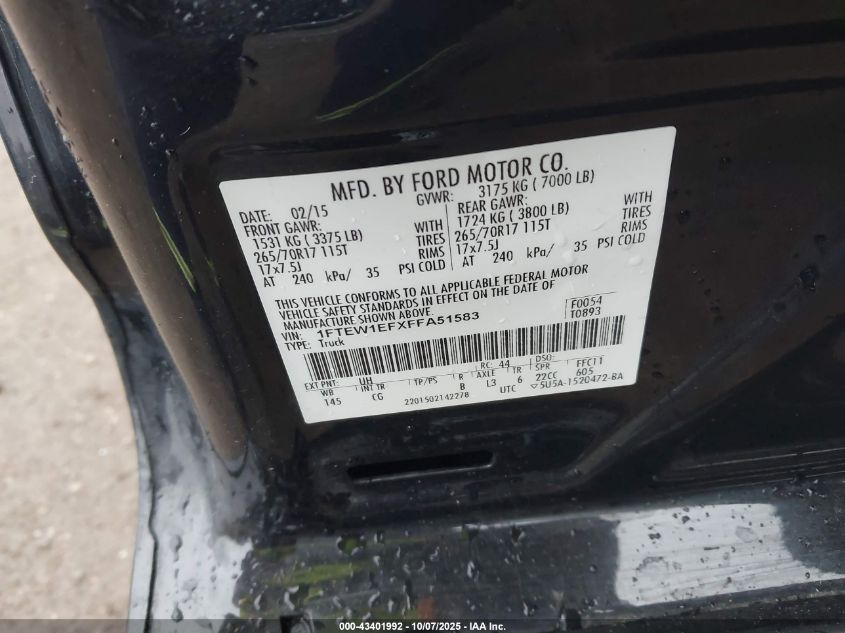 MFD. BY FORD MOTOR CO.
DATE: 02/15 GVWR: 3175 KG ( 7000 LB)
FRONT GAWR: WITH REAR GAWR: WITH
1531 KG ( 3375 LB) TIRES 1724 KG ( 3800 LB) TIRES
265/70R17 115T RIMS 265/70R17 115T RIMS
17x7.5J 17x7.5J
AT 240 kPa/ 35 PSI COLD AT 240 kPa/ 35 PSI COLD
THIS VEHICLE CONFORMS TO ALL APPLICABLE FEDERAL MOTOR
VEHICLE SAFETY STANDARDS IN EFFECT ON THE DATE OF
MANUFACTURE SHOWN ABOVE.
VIN: 1FTEW1EFXFFA51583 F0054
TYPE: Truck T0893
EXT PNT: UH RC: 44 DSO: FFC11
WB INT TR TP/PS R AXLE TR SPR 605
145 CG B L3 6 22CC
2201502142278 UTC ▽5U5A-1520472-BA
000-43401992 - 10/07/2025 - IAA Inc.